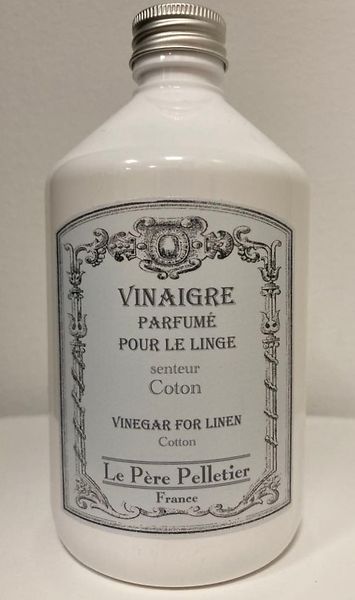 VINAIGRE
PARFUMÉ
POUR LE LINGE
senteur
Coton
VINEGAR FOR LINEN
Cotton
Le Père Pelletier
France